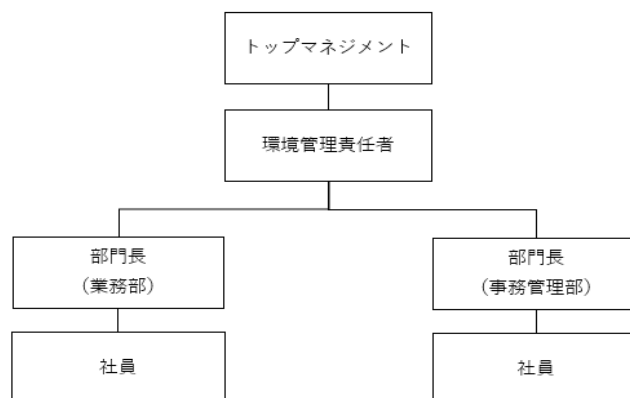 トップマネジメント
環境管理責任者
部門長
(業務部)
部門長
(事務管理部)
社員
社員